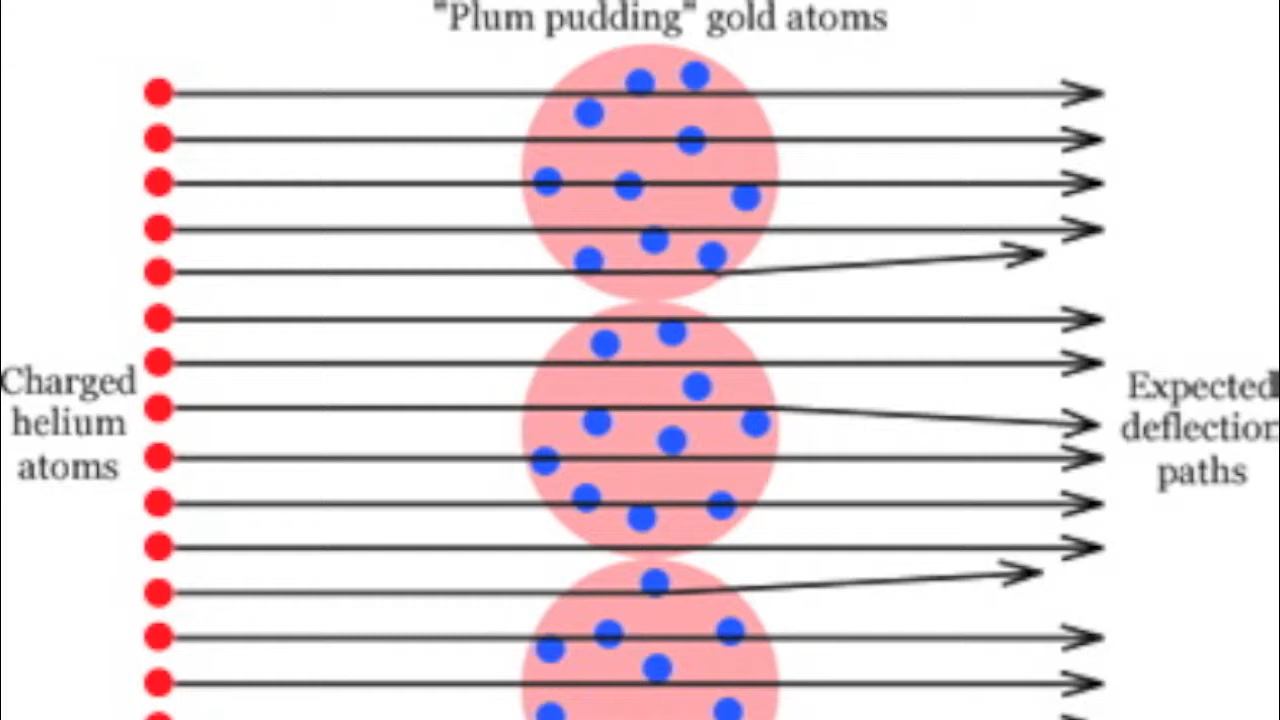 "Plum pudding" gold atoms
Charged
helium
atoms
Expected
deflection
paths